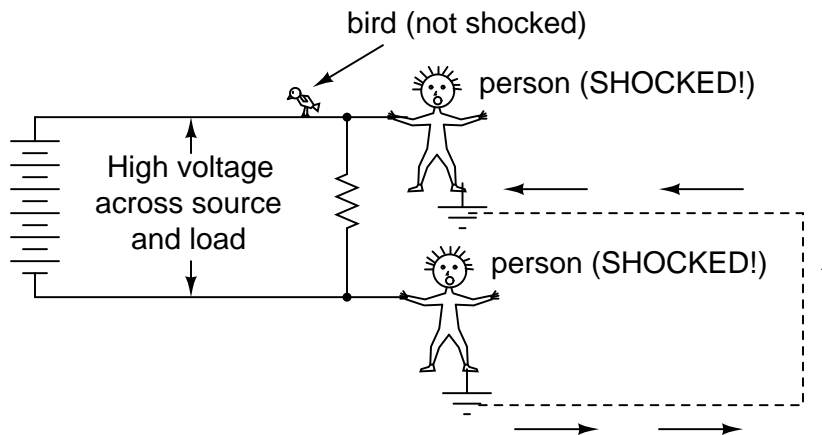 bird (not shocked)
person (SHOCKED!)
High voltage
across source
and load
person (SHOCKED!)